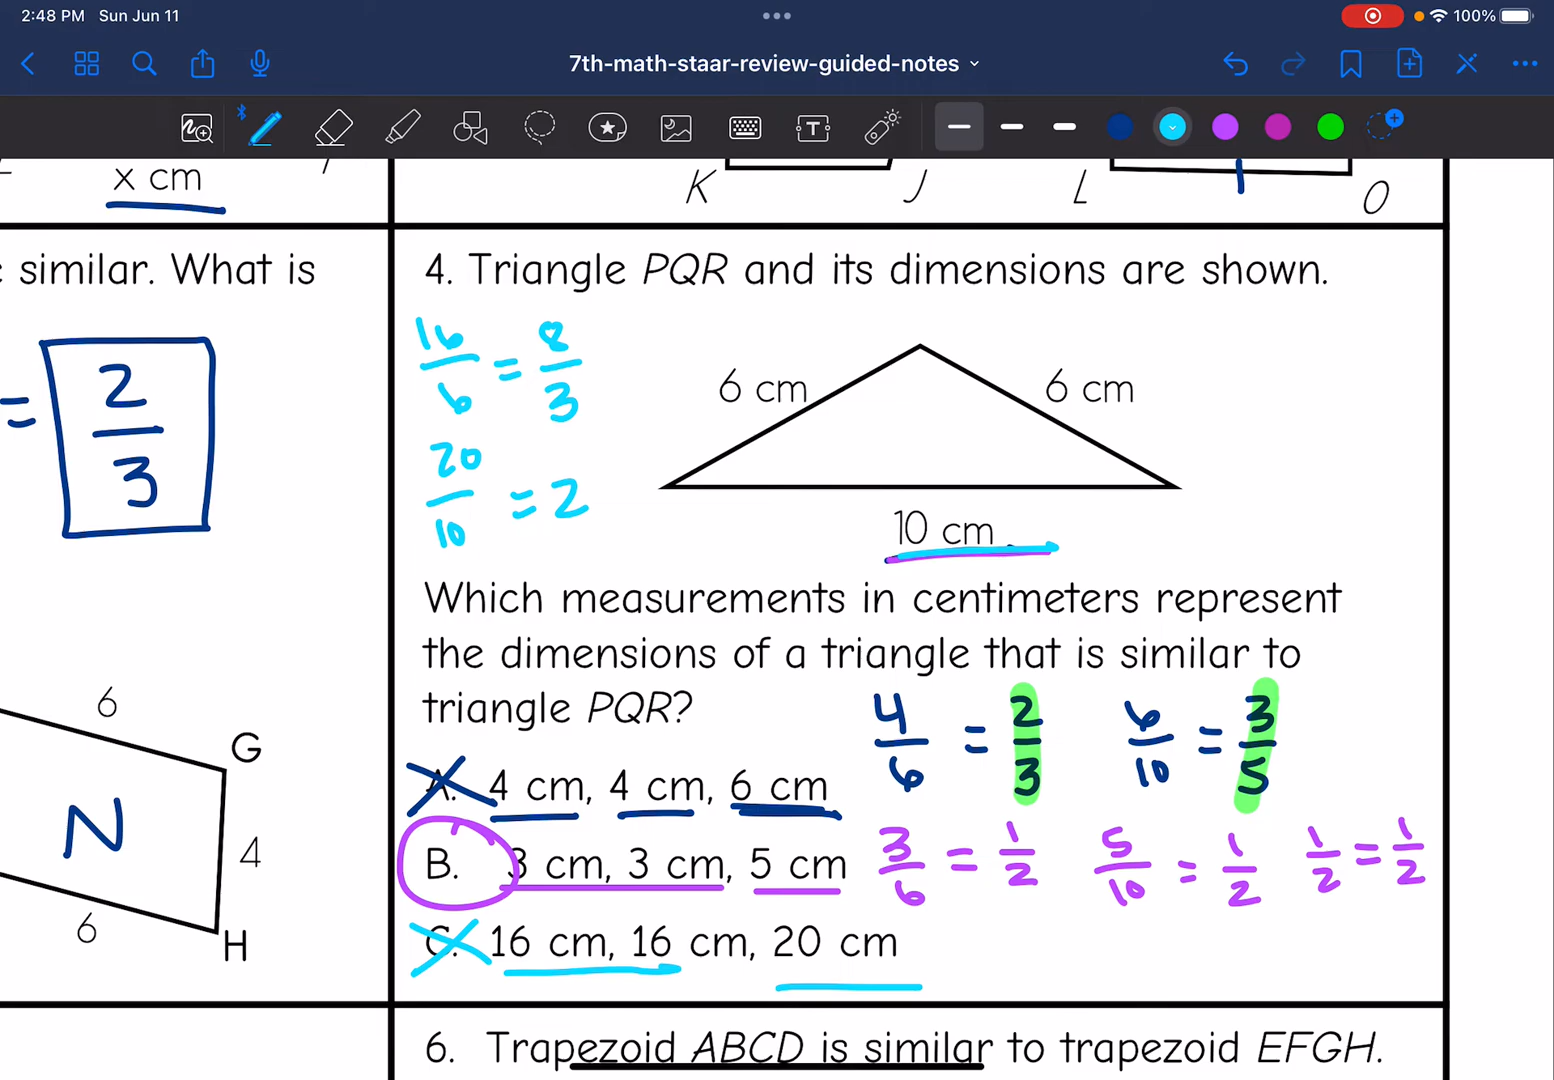 2:48 PM Sun Jun 11
100%
7th-math-staar-review-guided-notes
x cm
K J L O
similar. What is
= 2/3
6
G
N
4
6
H
4. Triangle PQR and its dimensions are shown.
16/6 = 8/3
20/10 = 2
6 cm
6 cm
10 cm
Which measurements in centimeters represent
the dimensions of a triangle that is similar to
triangle PQR?
4/6 = 2/3
6/10 = 3/5
A. 4 cm, 4 cm, 6 cm
B. 3 cm, 3 cm, 5 cm
3/6 = 1/2
5/10 = 1/2
1/2 = 1/2
C. 16 cm, 16 cm, 20 cm
6. Trapezoid ABCD is similar to trapezoid EFGH.